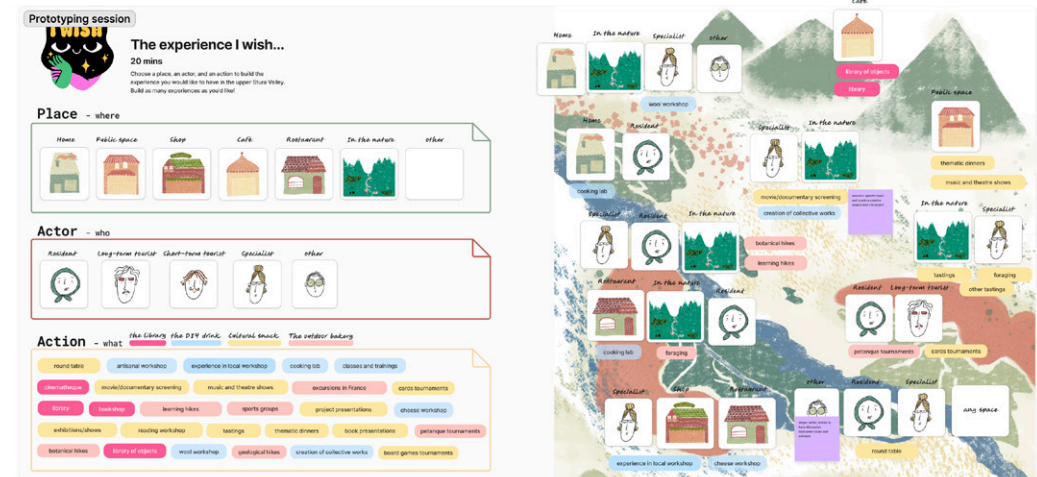 Prototyping session
I WISH
The experience I wish...
20 mins
Choose a place, an actor, and an action to build the
experience you would like to have in the upper Stura Valley.
Build as many experiences as you'd like!
Place - where
Home Public space Shop Café Restaurant In the nature other
Actor - who
Resident Long-term tourist Short-term tourist Specialist other
Action - what
the library the DIY drink Cultural snack The outdoor bakery
round table artisanal workshop experience in local workshop cooking lab classes and trainings
cinematheque movie/documentary screening music and theatre shows excursions in France cards tournaments
library bookshop learning hikes sports groups project presentations cheese workshop
exhibitions/shows reading workshop tastings thematic dinners book presentations petanque tournaments
botanical hikes library of objects wool workshop geological hikes creation of collective works board games tournaments
Café
library of objects
library
Home In the nature Specialist other
wool workshop
Public space
thematic dinners
music and theatre shows
Home Resident
cooking lab
Specialist In the nature
movie/documentary screening
creation of collective works
Specialist Resident In the nature
botanical hikes
learning hikes
In the nature Specialist
tastings foraging
other tastings
Restaurant In the nature Resident
cooking lab foraging
Resident Long-term tourist
petanque tournaments cards tournaments
Specialist Shop Restaurant
experience in local workshop cheese workshop
other Resident Specialist
any space
round table